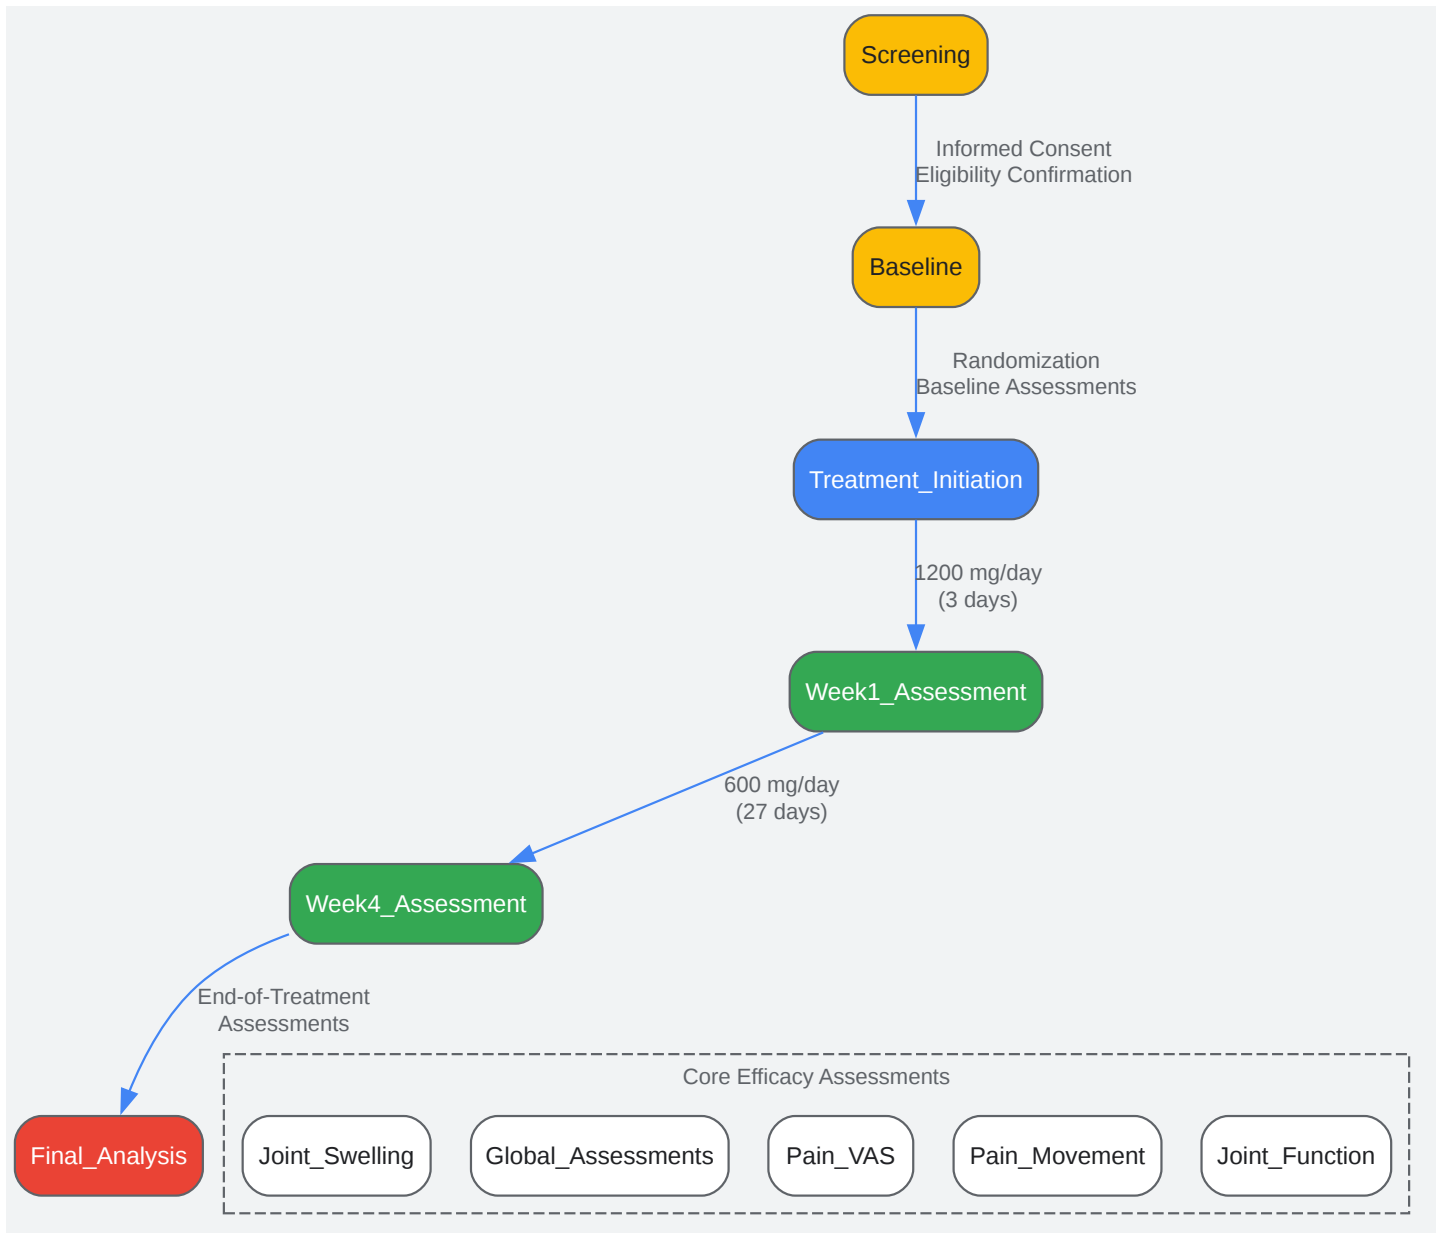 Screening
Informed Consent
Eligibility Confirmation
Baseline
Randomization
Baseline Assessments
Treatment_Initiation
1200 mg/day
(3 days)
Week1_Assessment
600 mg/day
(27 days)
Week4_Assessment
End-of-Treatment
Assessments
Core Efficacy Assessments
Final_Analysis
Joint_Swelling
Global_Assessments
Pain_VAS
Pain_Movement
Joint_Function